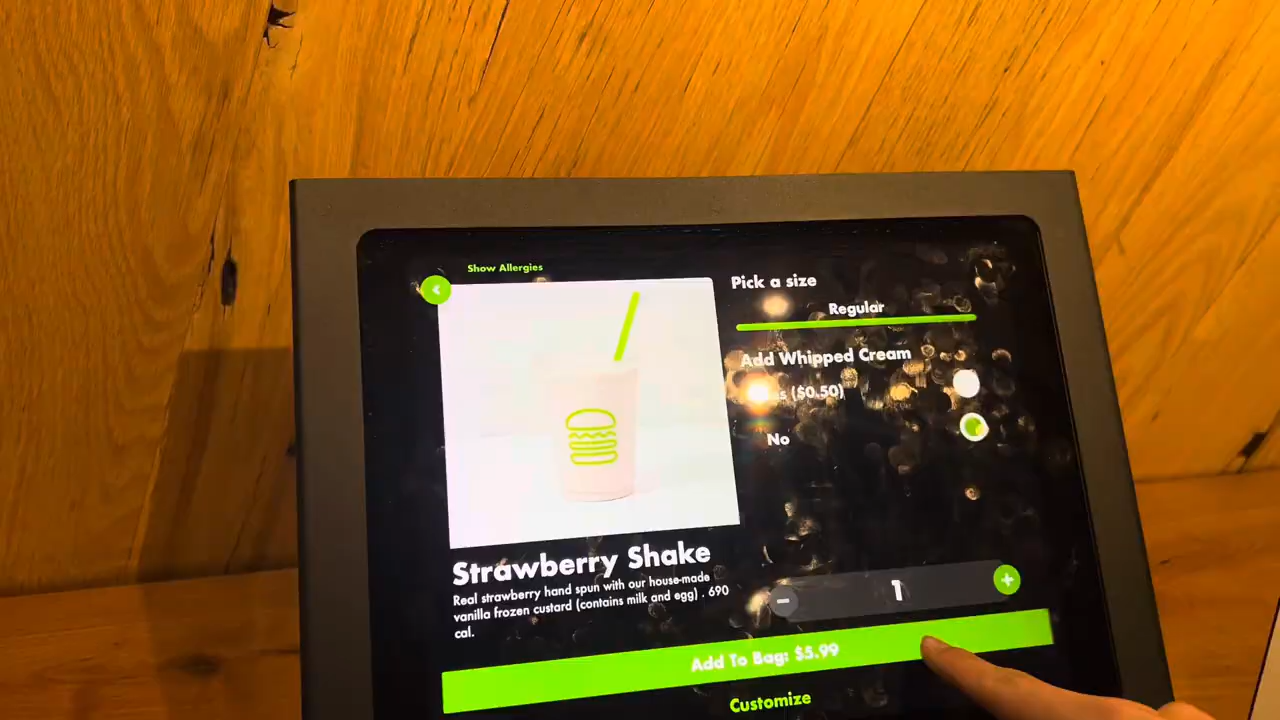 Show Allergies
<
Pick a size
Regular
Add Whipped Cream
($0.50)
No
Strawberry Shake
Real strawberry hand spun with our house-made
vanilla frozen custard (contains milk and egg) . 690
cal.
− 1 +
Add To Bag: $5.99
Customize